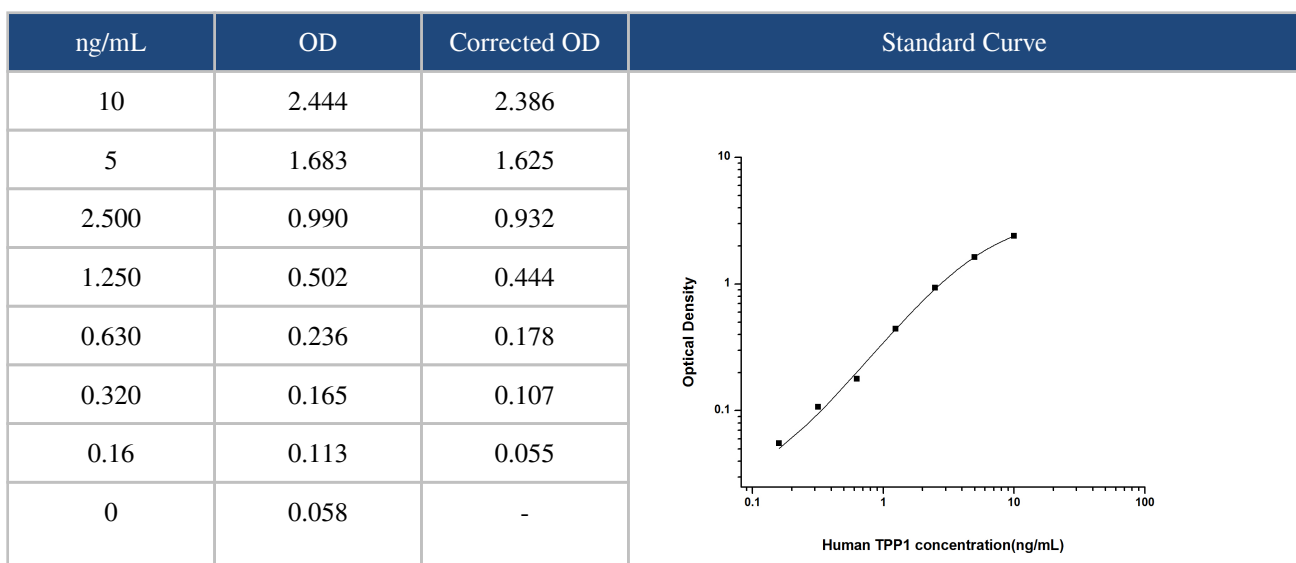 ng/mL OD Corrected OD Standard Curve
10 2.444 2.386
5 1.683 1.625
2.500 0.990 0.932
1.250 0.502 0.444
0.630 0.236 0.178
0.320 0.165 0.107
0.16 0.113 0.055
0 0.058 -
10
1
0.1
Optical Density
0.1 1 10 100
Human TPP1 concentration(ng/mL)